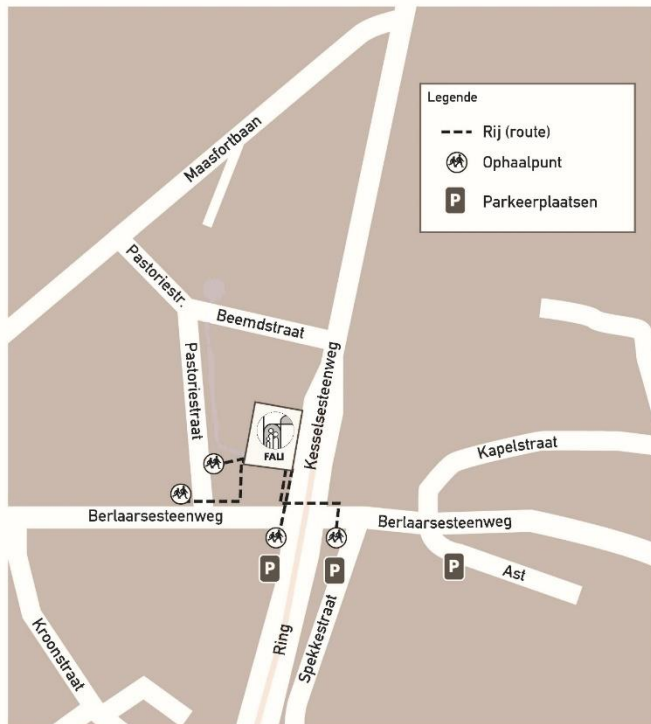 Legende
Rij (route)
Ophaalpunt
P Parkeerplaatsen
Maasfortbaan
Pastoriestr.
Beemdstraat
Pastoriestraat
Kesselsesteenweg
FALI
Kapelstraat
Berlaarsesteenweg
Berlaarsesteenweg
P
P
P
Ast
Kroonstraat
Ring
Spekkestraat